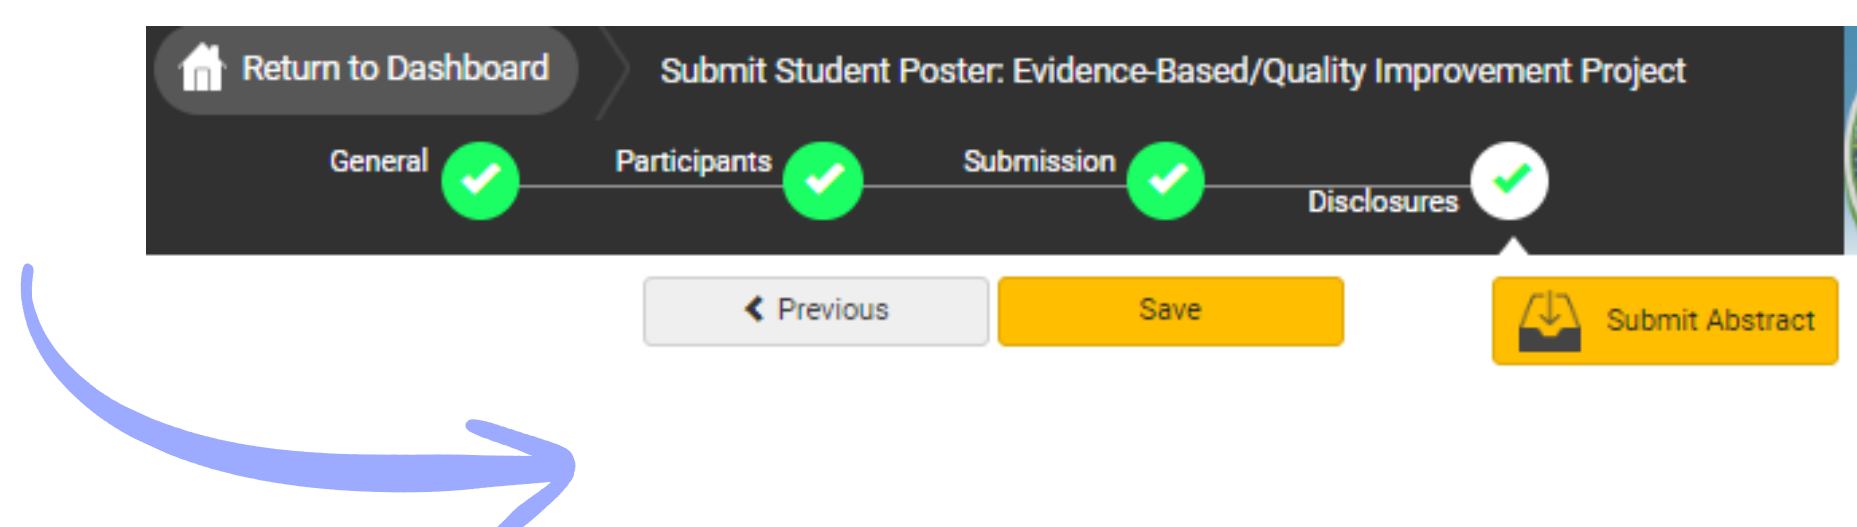 Return to Dashboard
Submit Student Poster: Evidence-Based/Quality Improvement Project
General
Participants
Submission
Disclosures
Previous
Save
Submit Abstract